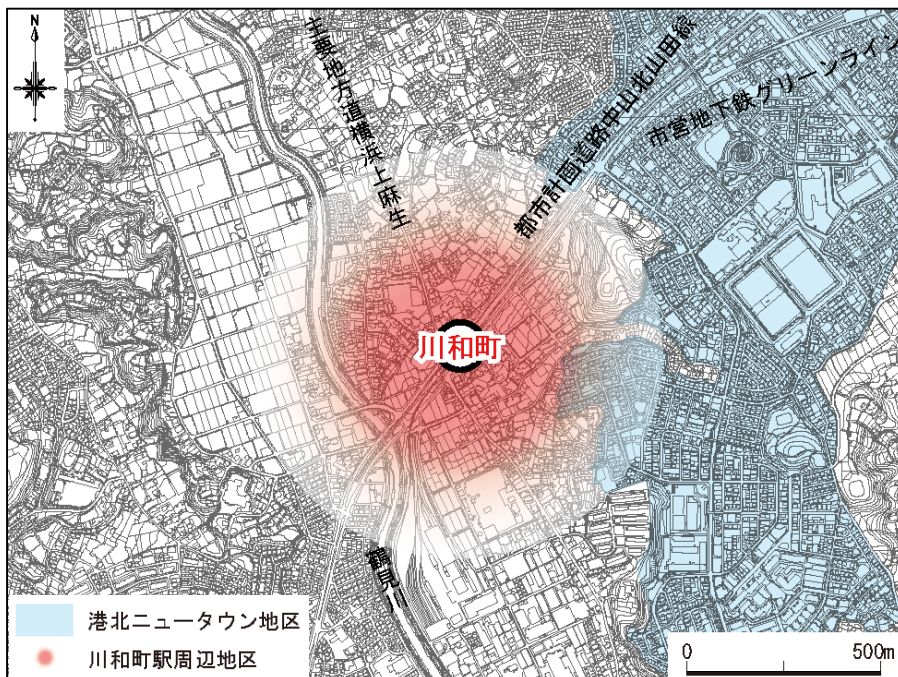 N
主要地方道横浜上麻生
都市計画道路中山北山田線
市営地下鉄グリーンライン
川和町
鶴見川
港北ニュータウン地区
川和町駅周辺地区
0 500m